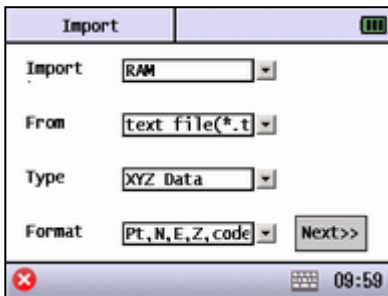 Import
Import RAM
From text file(*.t
Type XYZ Data
Format Pt,N,E,Z,code Next>>
09:59